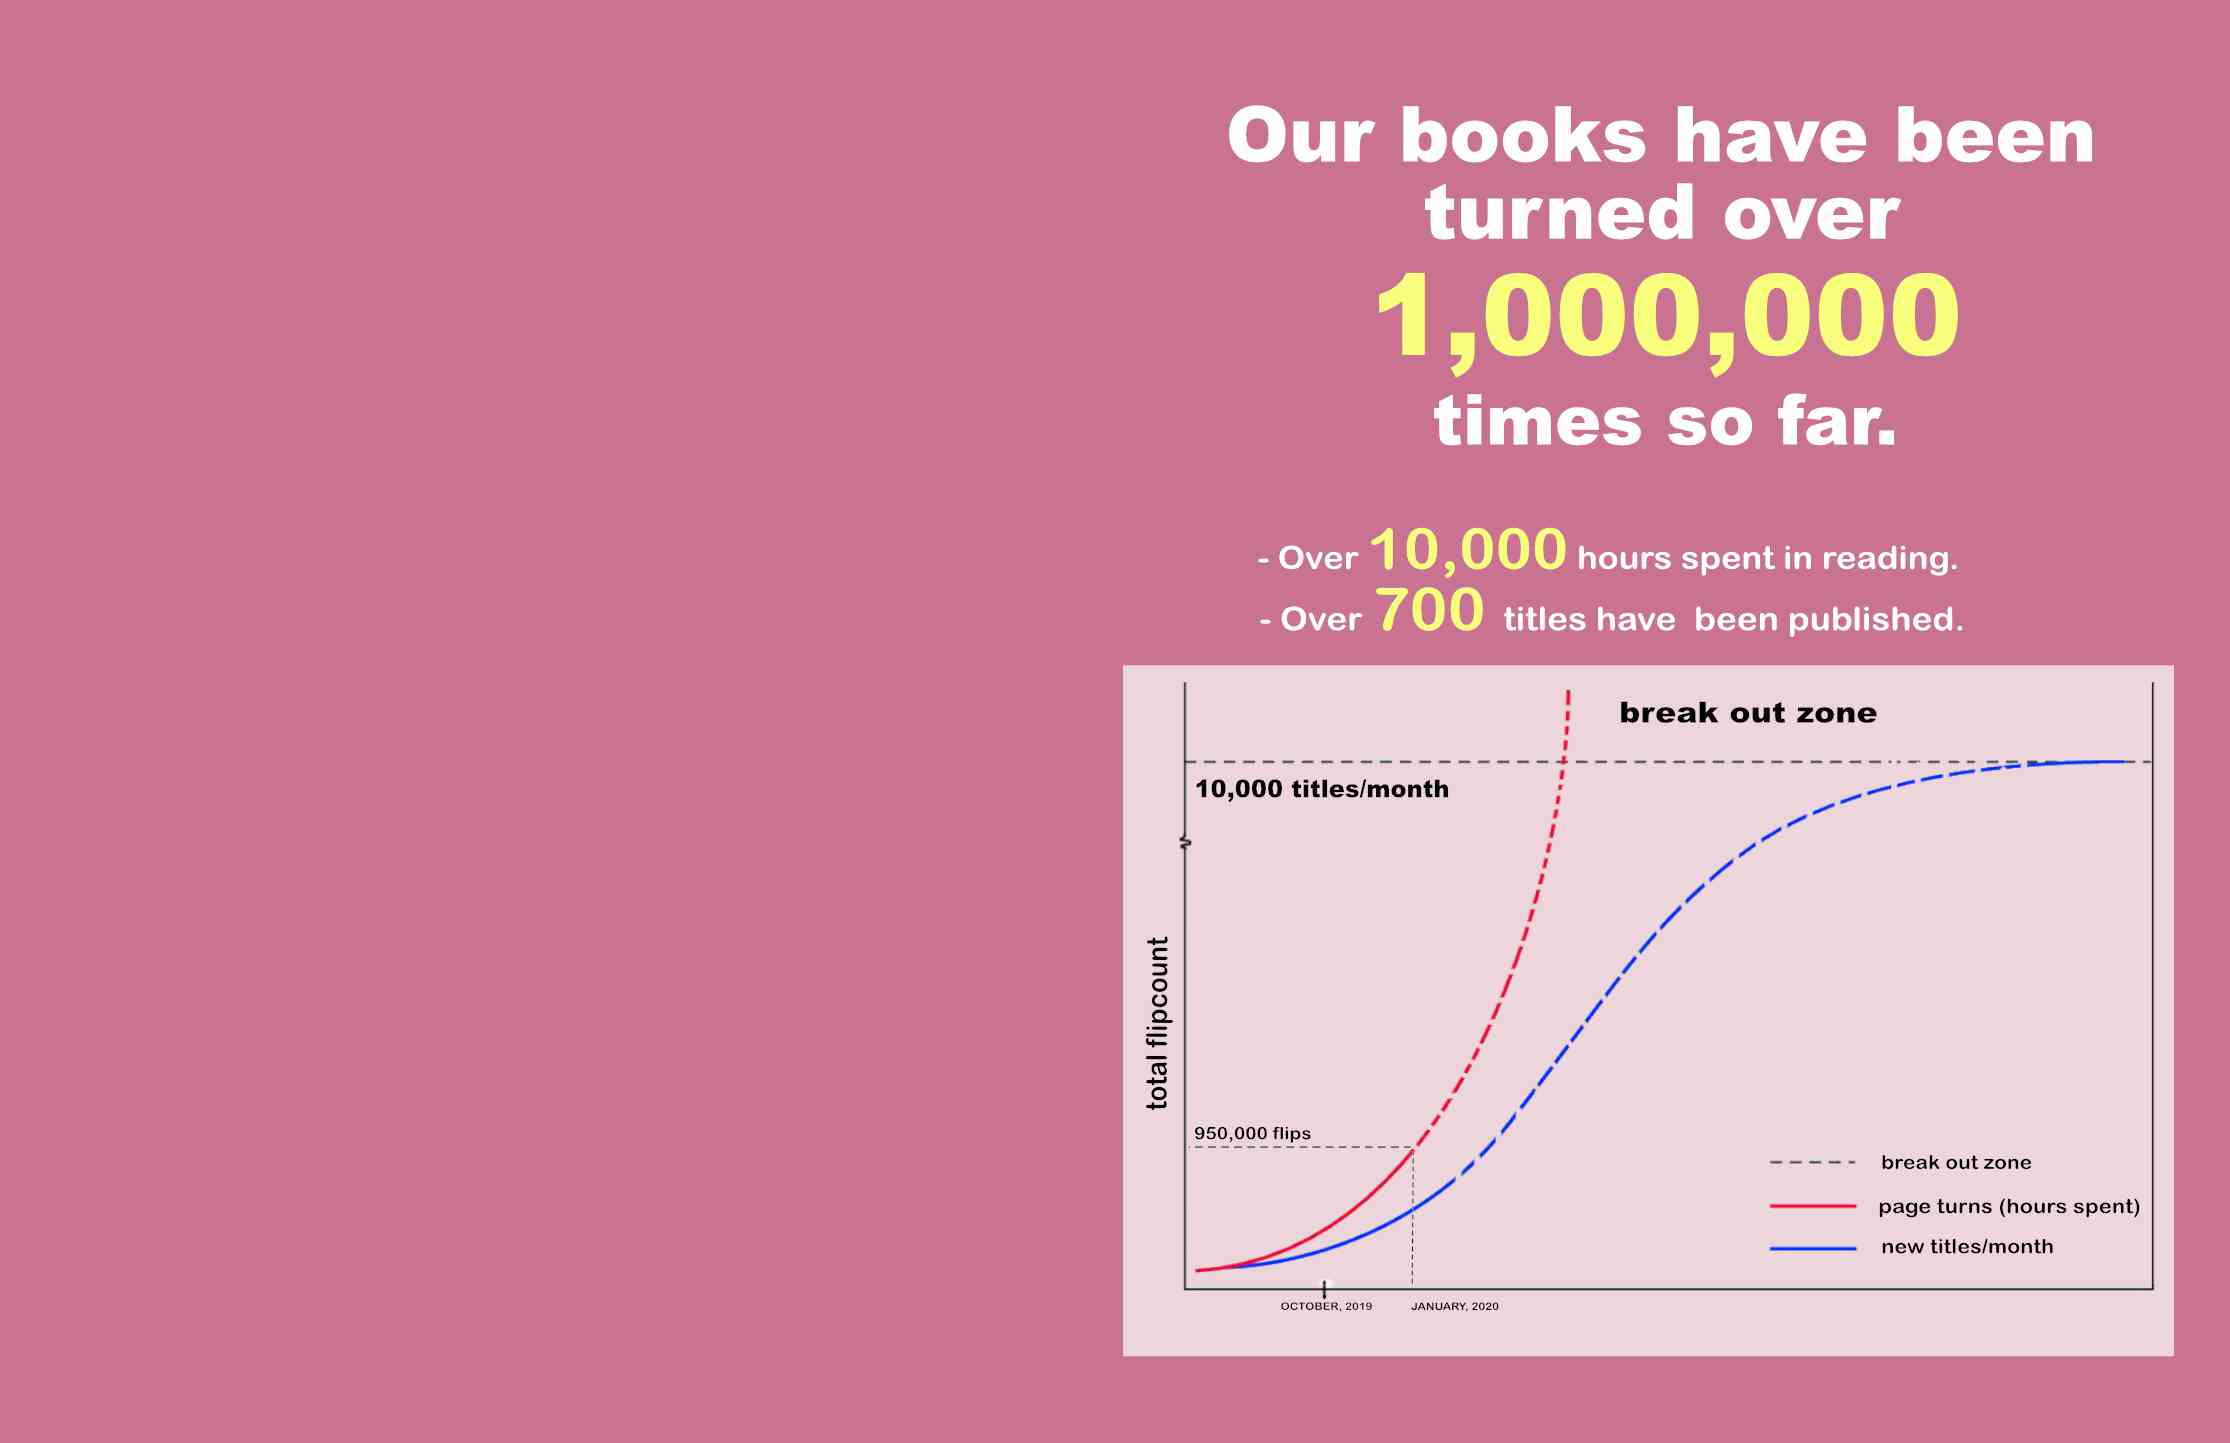 Our books have been
turned over
1,000,000
times so far.
- Over 10,000 hours spent in reading.
- Over 700 titles have been published.
break out zone
10,000 titles/month
total flipcount
950,000 flips
break out zone
page turns (hours spent)
new titles/month
OCTOBER, 2019 JANUARY, 2020